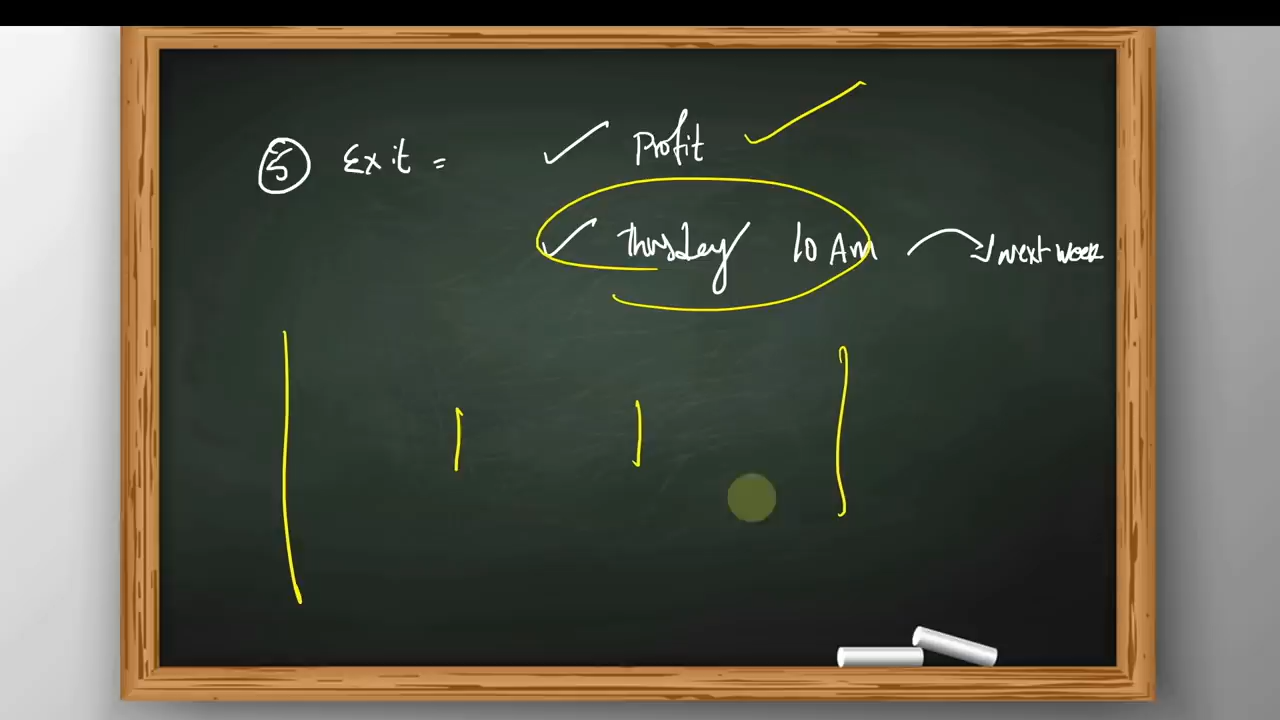 5 Exit =
✓ Profit ✓
✓ Thursday 10 Am
next week